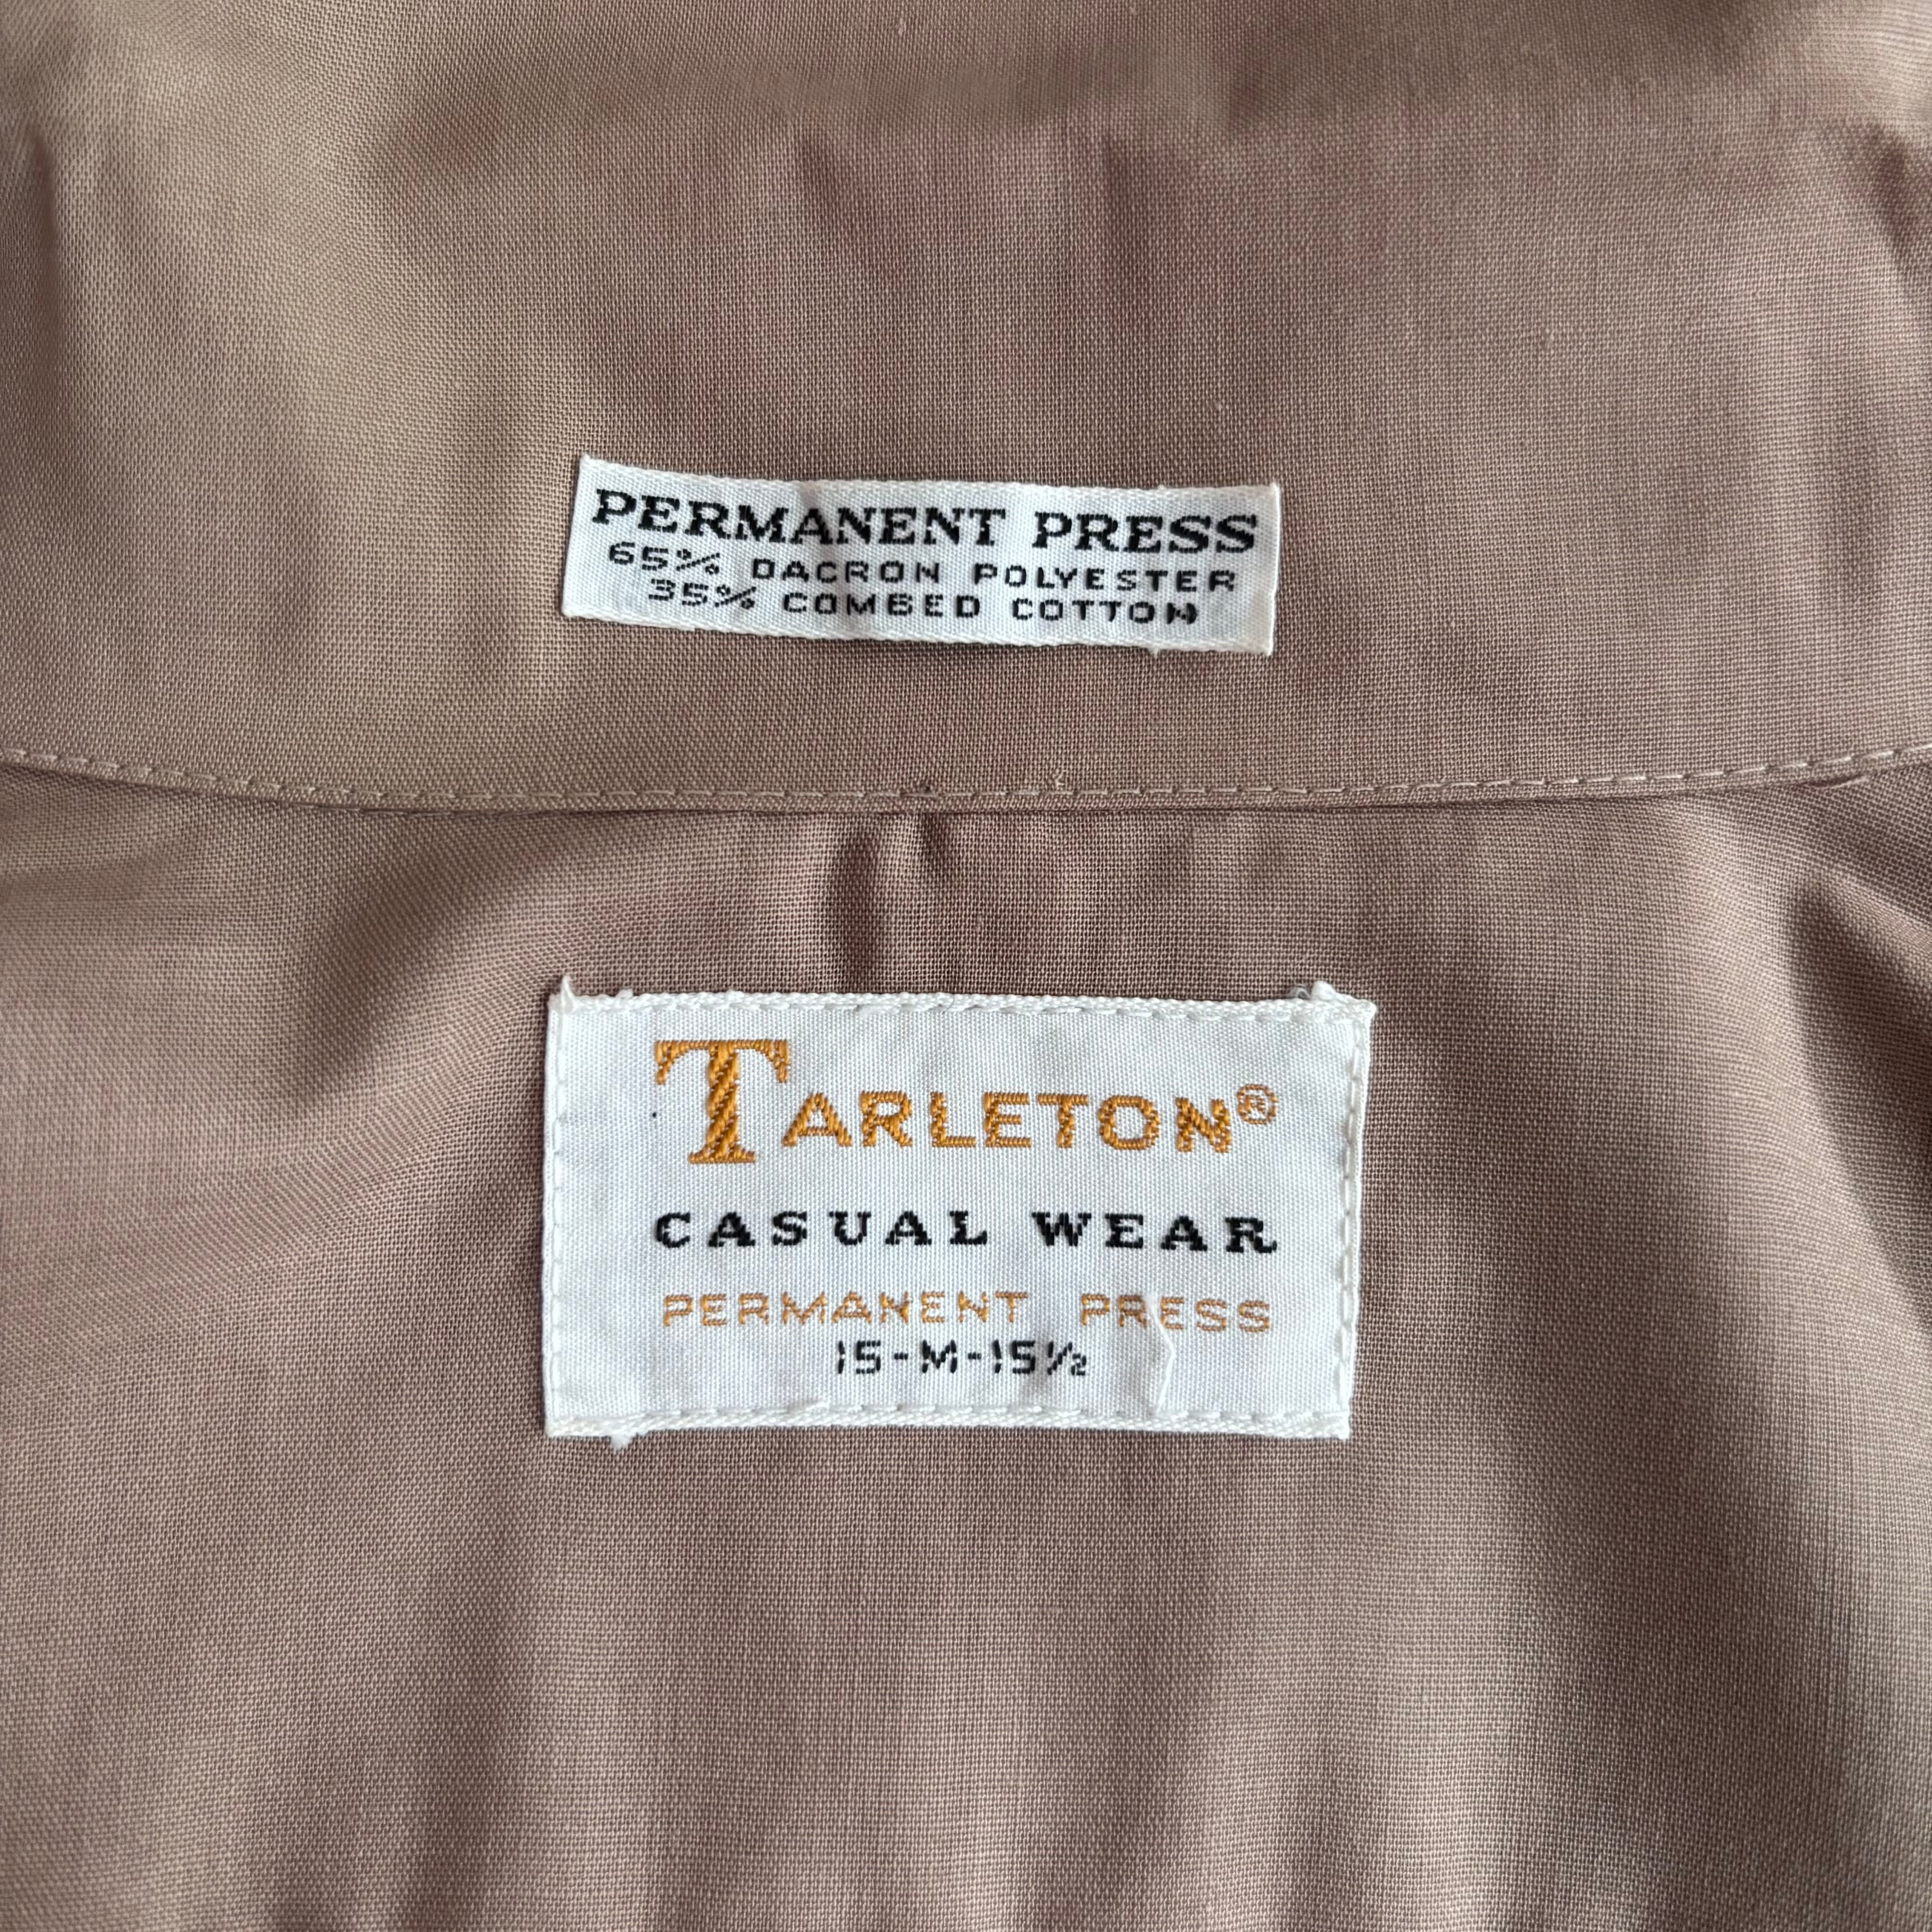 PERMANENT PRESS
65% DACRON POLYESTER
35% COMBED COTTON
TARLETON®
CASUAL WEAR
PERMANENT PRESS
15-M-15½